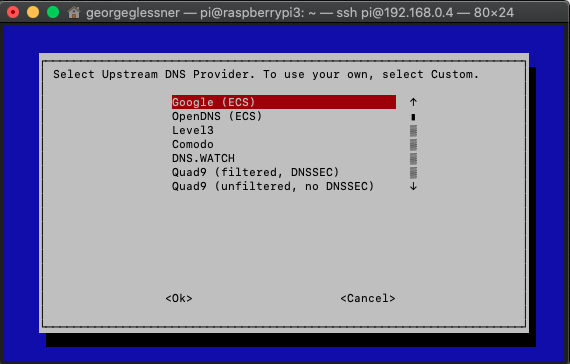 georgeglessner — pi@raspberrypi3: ~ — ssh pi@192.168.0.4 — 80×24
Select Upstream DNS Provider. To use your own, select Custom.
Google (ECS)
OpenDNS (ECS)
Level3
Comodo
DNS.WATCH
Quad9 (filtered, DNSSEC)
Quad9 (unfiltered, no DNSSEC)
<Ok> <Cancel>